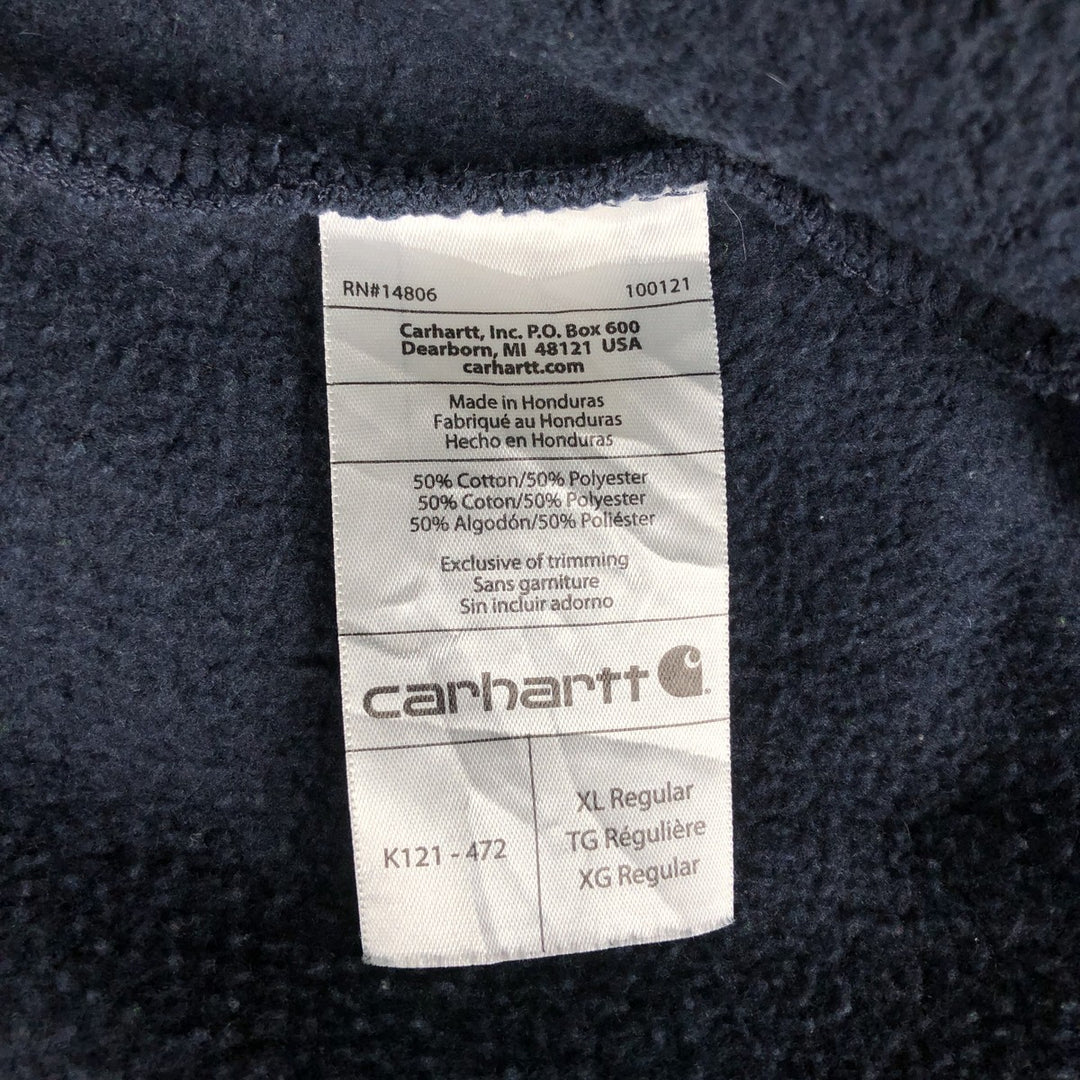 RN#14806 100121
Carhartt, Inc. P.O. Box 600
Dearborn, MI 48121 USA
carhartt.com
Made in Honduras
Fabriqué au Honduras
Hecho en Honduras
50% Cotton/50% Polyester
50% Coton/50% Polyester
50% Algodón/50% Poliéster
Exclusive of trimming
Sans garniture
Sin incluir adorno
carhartt
K121 - 472
XL Regular
TG Régulière
XG Regular